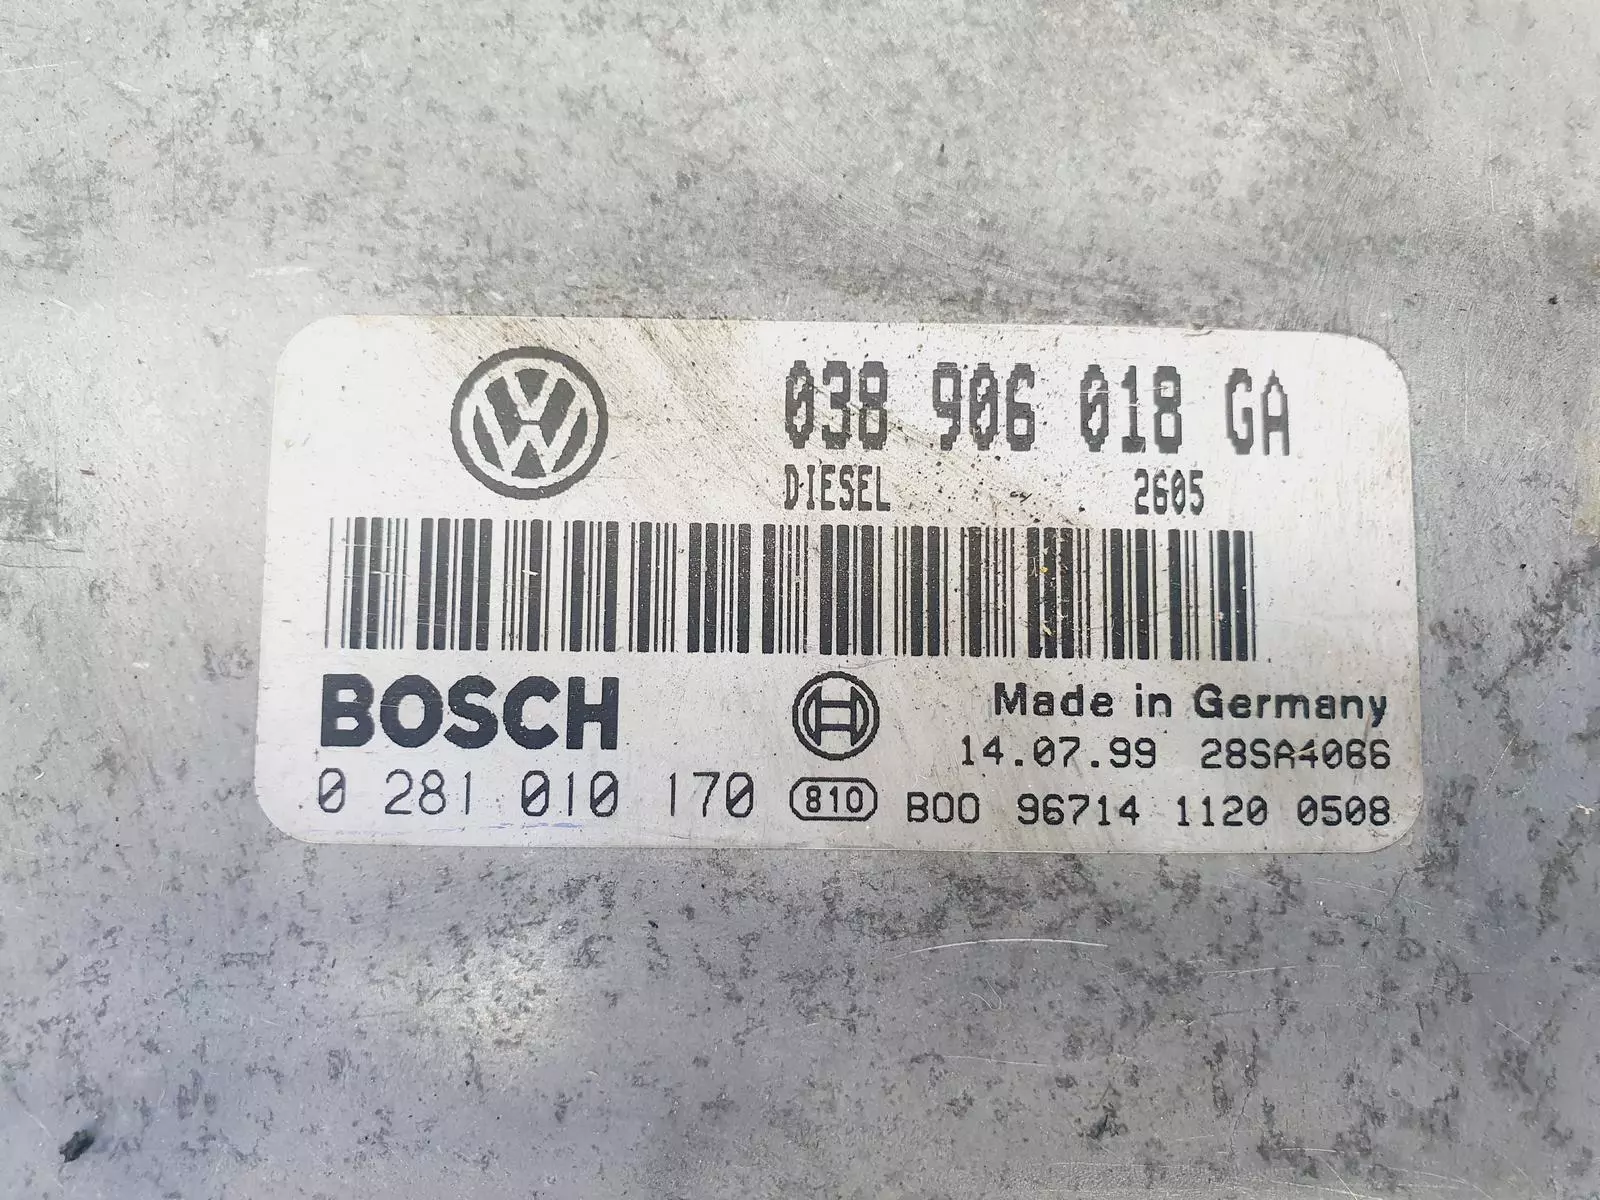 038 906 018 GA
DIESEL 2605
BOSCH
Made in Germany
14.07.99 28SA4066
0 281 010 170 810 B00 96714 1120 0508